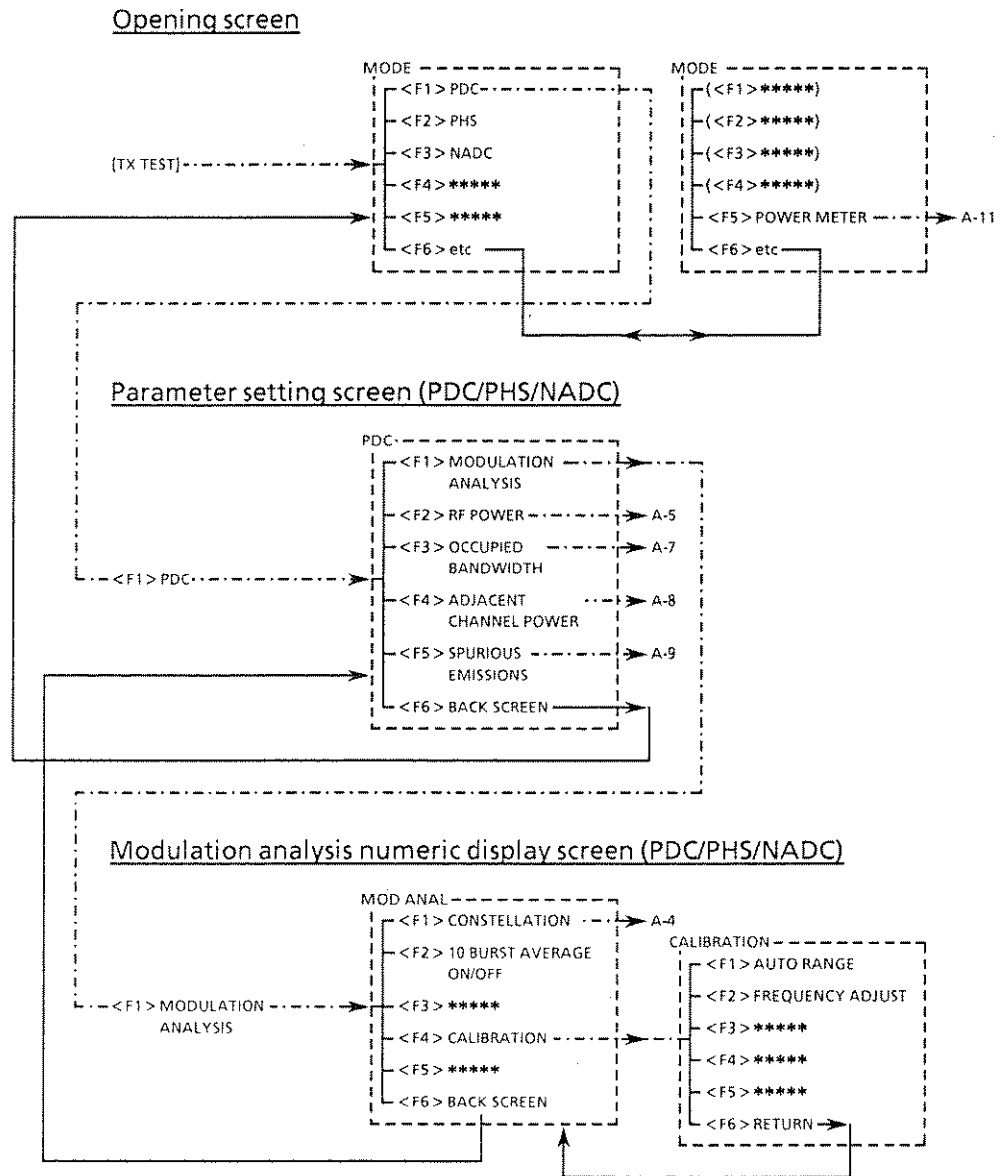 Opening screen
MODE
<F1> PDC
<F2> PHS
<F3> NADC
<F4> *****
<F5> *****
<F6> etc
{TX TEST}
MODE
(<F1> *****)
(<F2> *****)
(<F3> *****)
(<F4> *****)
<F5> POWER METER
<F6> etc
A-11
Parameter setting screen (PDC/PHS/NADC)
<F1> PDC
PDC
<F1> MODULATION
ANALYSIS
<F2> RF POWER
A-5
<F3> OCCUPIED
BANDWIDTH
A-7
<F4> ADJACENT
CHANNEL POWER
A-8
<F5> SPURIOUS
EMISSIONS
A-9
<F6> BACK SCREEN
Modulation analysis numeric display screen (PDC/PHS/NADC)
<F1> MODULATION
ANALYSIS
MOD ANAL
<F1> CONSTELLATION
A-4
<F2> 10 BURST AVERAGE
ON/OFF
<F3> *****
<F4> CALIBRATION
<F5> *****
<F6> BACK SCREEN
CALIBRATION
<F1> AUTO RANGE
<F2> FREQUENCY ADJUST
<F3> *****
<F4> *****
<F5> *****
<F6> RETURN